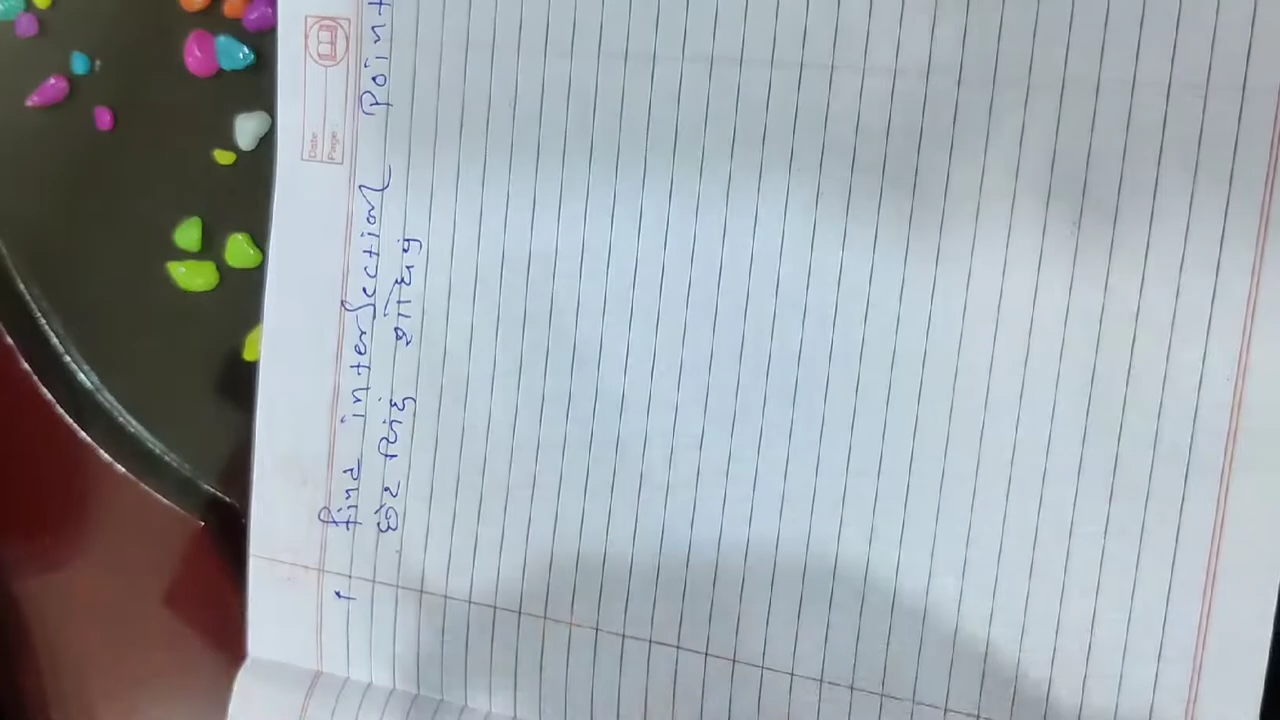 Date
Page
1 find intersection point
छेद बिंदु शोधा